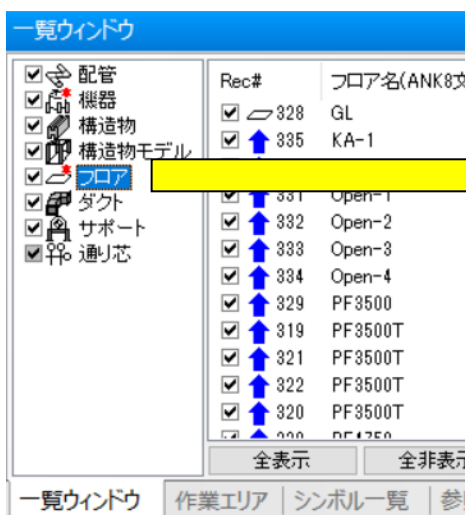 一覧ウィンドウ
配管
機器
構造物
構造物モデル
フロア
ダクト
サポート
通り芯
Rec# フロア名(ANK8文
328 GL
335 KA-1
331 Open-1
332 Open-2
333 Open-3
334 Open-4
329 PF3500
319 PF3500T
321 PF3500T
322 PF3500T
320 PF3500T
全表示 全非表示
一覧ウィンドウ 作業エリア シンボル一覧 参